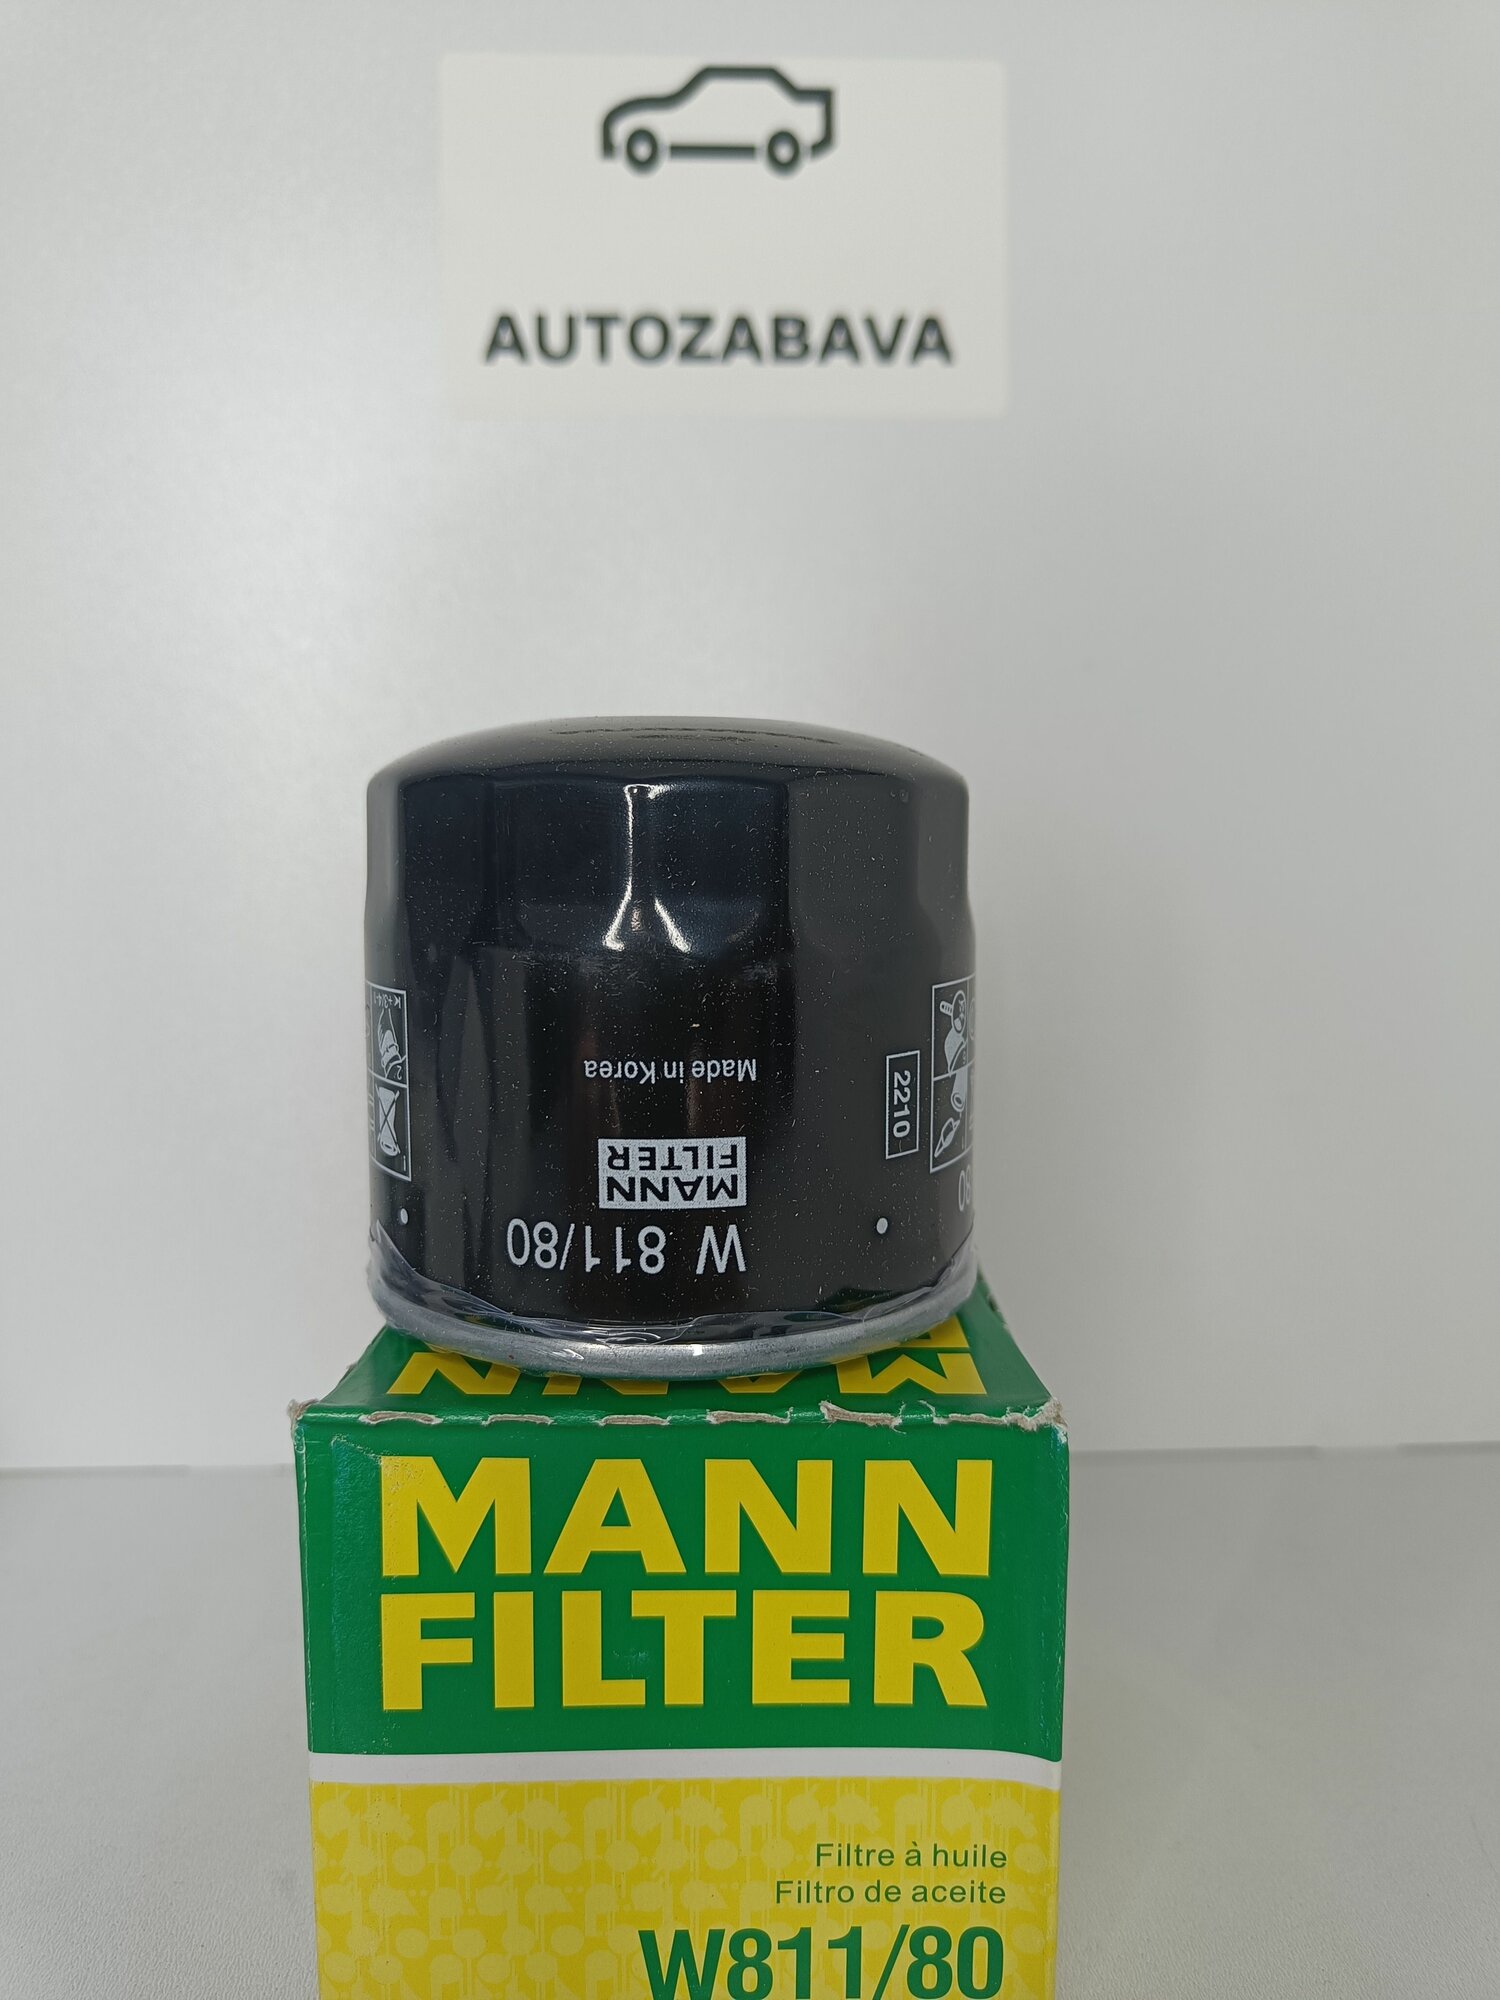 AUTOZABAVA
Made in Korea
MANN
FILTER
W 811/80
2210
MANN
FILTER
Filtre à huile
Filtro de aceite
W811/80